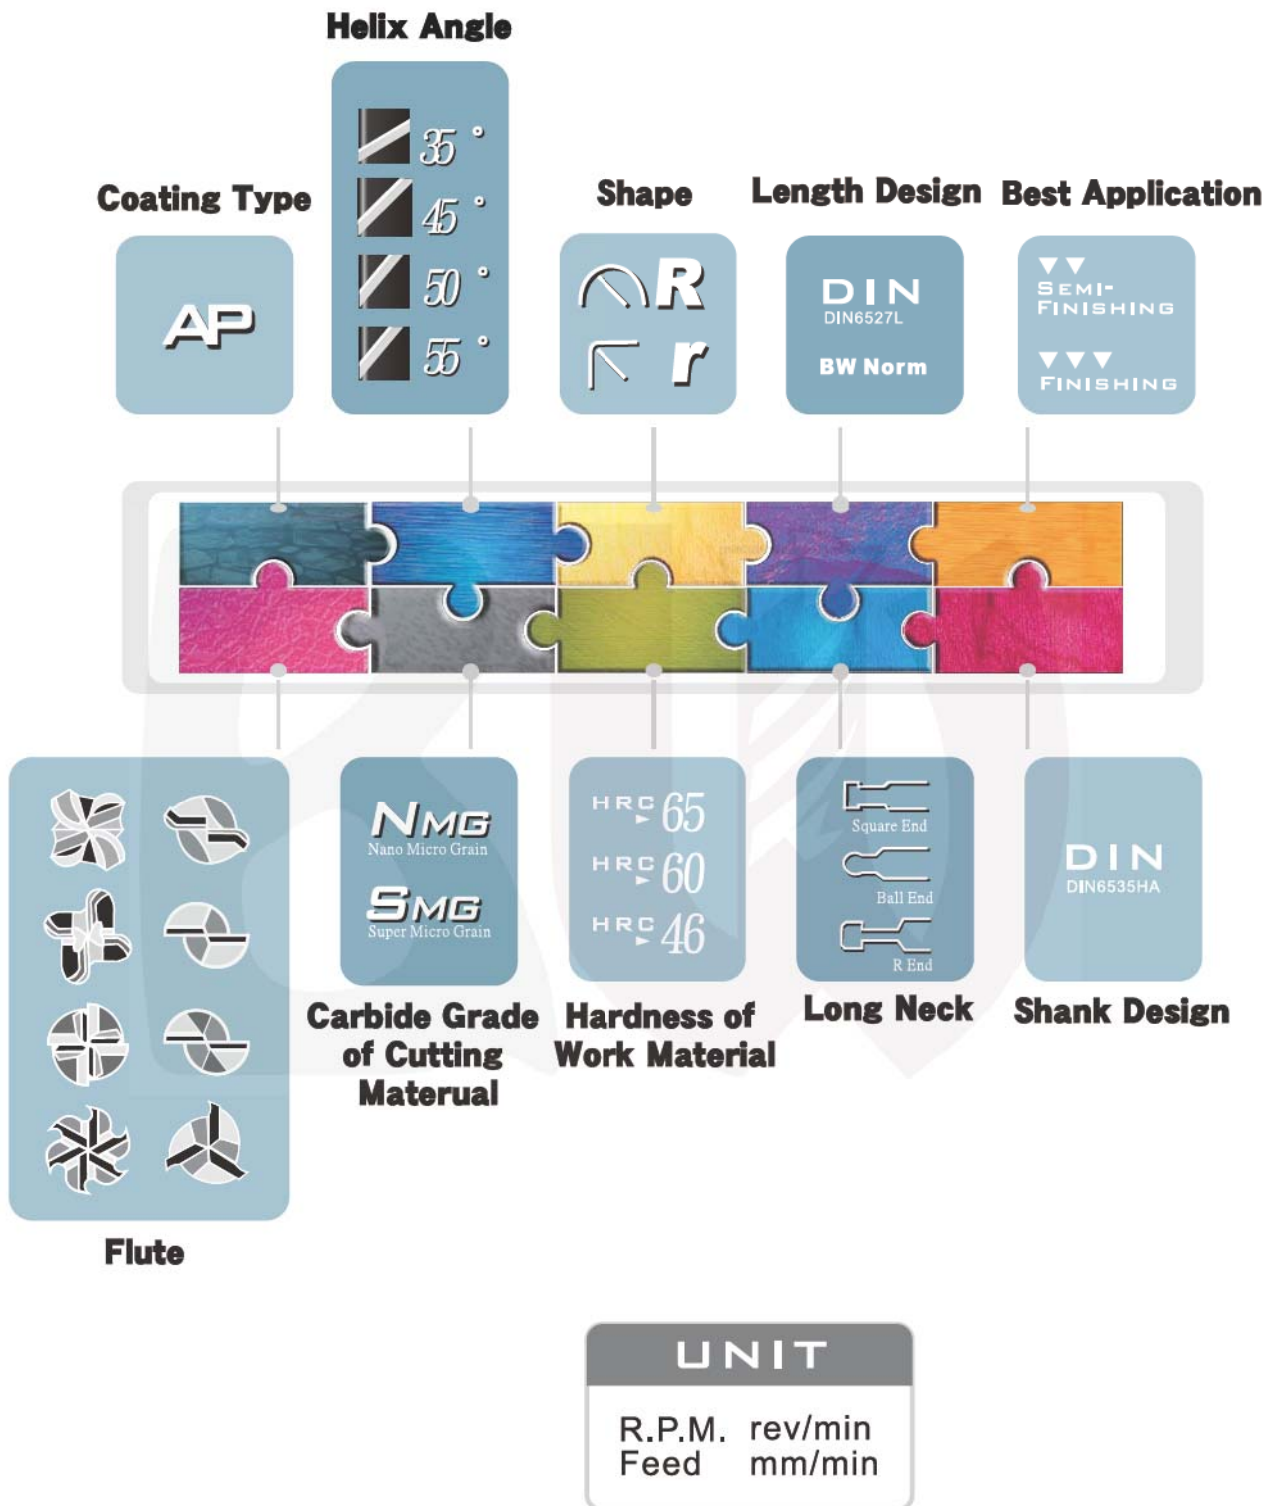 Helix Angle
35 °
45 °
50 °
55 °
Coating Type
AP
Shape
R
r
Length Design
DIN
DIN6527L
BW Norm
Best Application
SEMI-
FINISHING
FINISHING
Flute
NMG
Nano Micro Grain
SMG
Super Micro Grain
Carbide Grade
of Cutting
Materual
HRC 65
HRC 60
HRC 46
Hardness of
Work Material
Square End
Ball End
R End
Long Neck
DIN
DIN6535HA
Shank Design
UNIT
R.P.M. rev/min
Feed mm/min